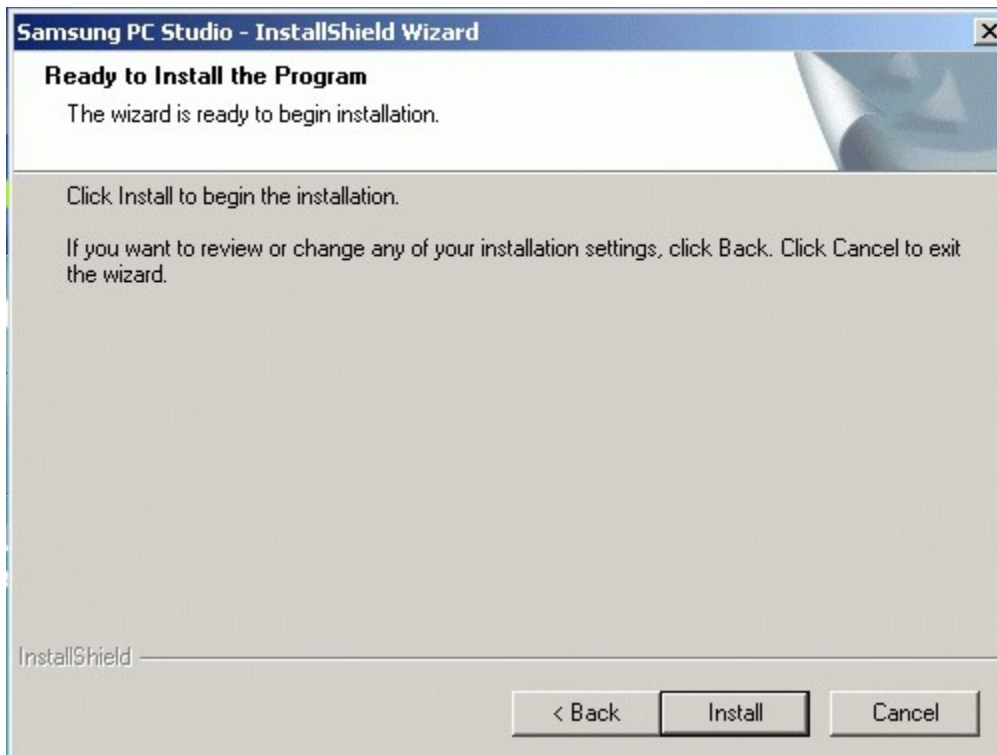 Samsung PC Studio - InstallShield Wizard
Ready to Install the Program
The wizard is ready to begin installation.
Click Install to begin the installation.
If you want to review or change any of your installation settings, click Back. Click Cancel to exit
the wizard.
InstallShield
< Back Install Cancel